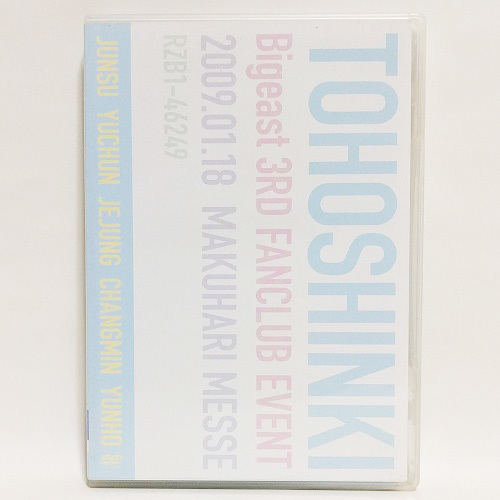 TOHOSHINKI
Bigeast 3RD FANCLUB EVENT
2009.01.18 MAKUHARI MESSE
RZB1-46249
JUNSU YUCHUN JEJUNG CHANGMIN YUNHO